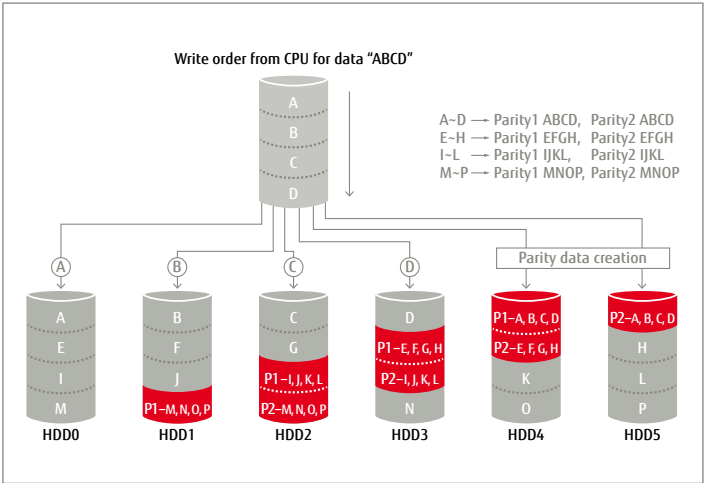 Write order from CPU for data “ABCD”
A
B
C
D
A~D → Parity1 ABCD, Parity2 ABCD
E~H → Parity1 EFGH, Parity2 EFGH
I~L → Parity1 IJKL, Parity2 IJKL
M~P → Parity1 MNOP, Parity2 MNOP
Parity data creation
A
B
C
D
A
E
I
M
HDD0
B
F
J
P1–M, N, O, P
HDD1
C
G
P1–I, J, K, L
P2–M, N, O, P
HDD2
D
P1–E, F, G, H
P2–I, J, K, L
N
HDD3
P1–A, B, C, D
P2–E, F, G, H
K
O
HDD4
P2–A, B, C, D
H
L
P
HDD5